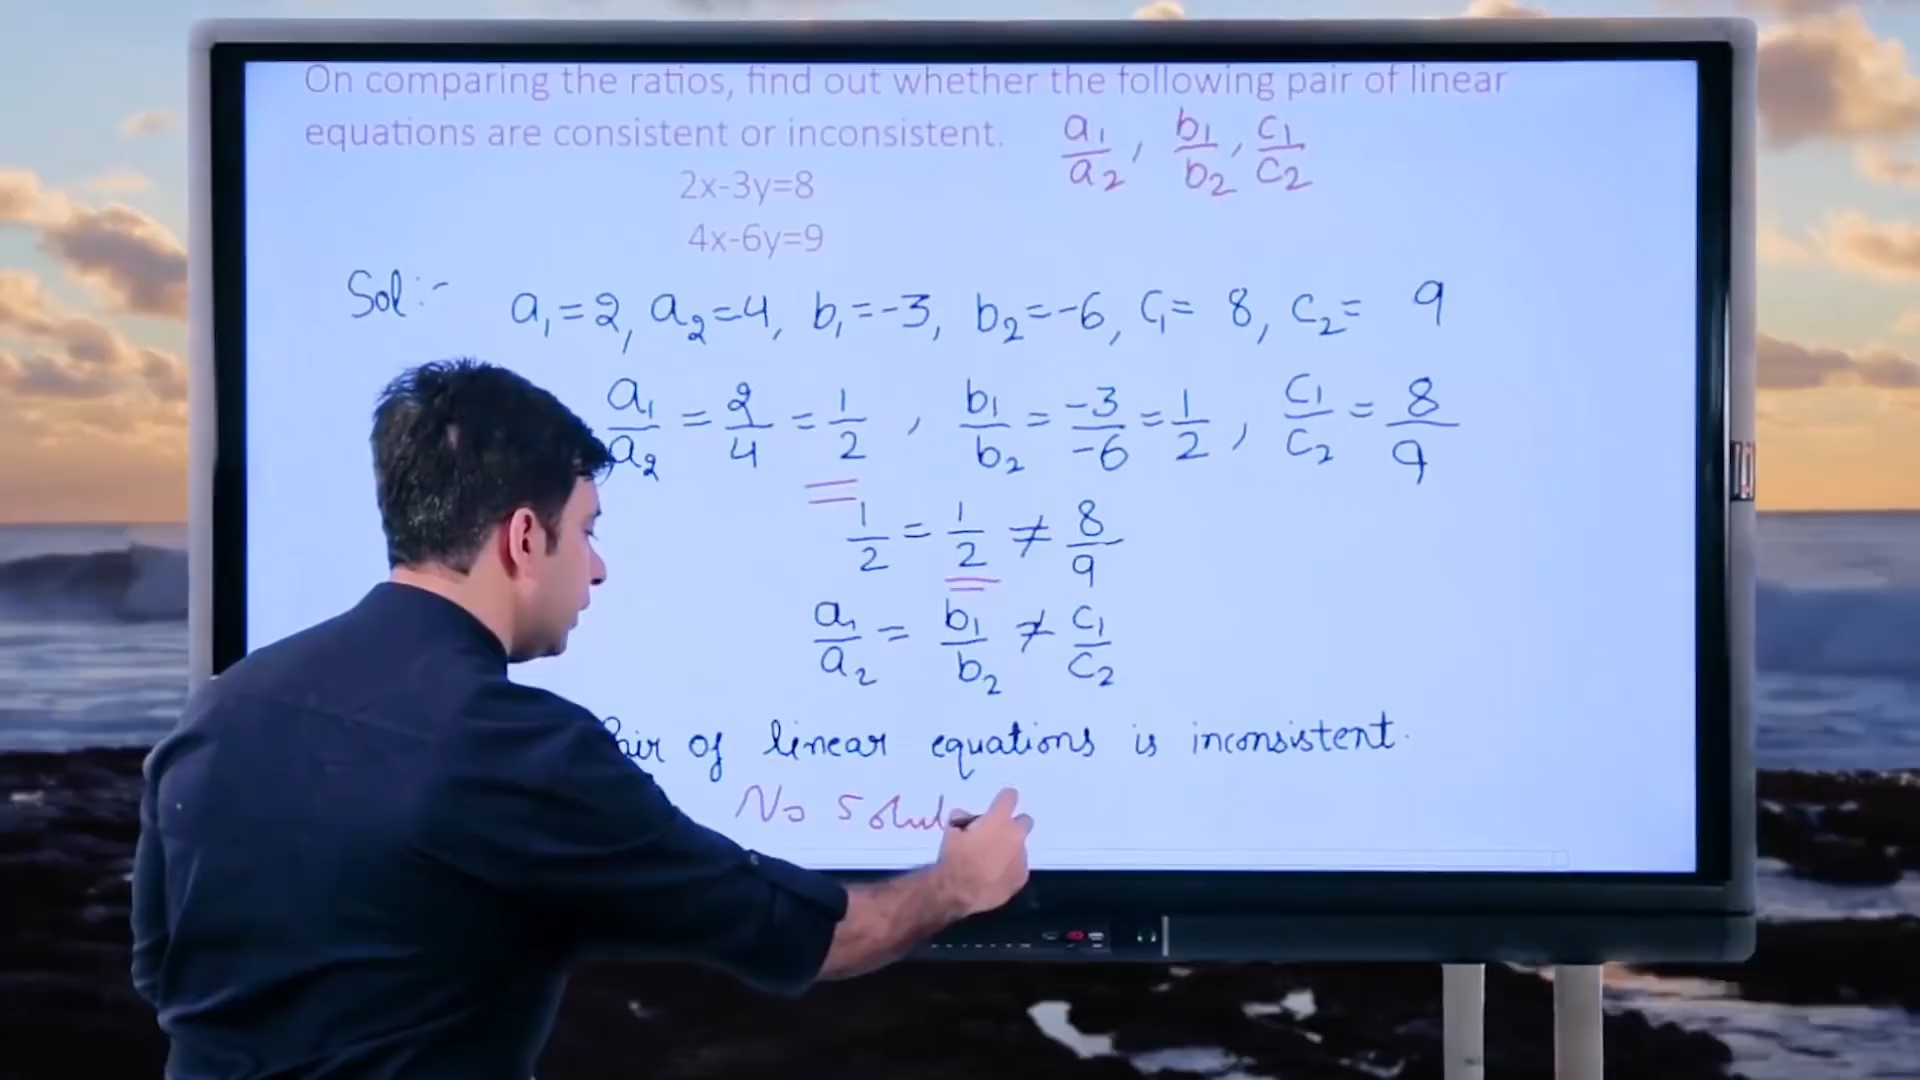 On comparing the ratios, find out whether the following pair of linear
equations are consistent or inconsistent. a₁/a₂, b₁/b₂, c₁/c₂
2x-3y=8
4x-6y=9
Sol:-
a₁=2, a₂=4, b₁=-3, b₂=-6, c₁= 8, c₂= 9
a₁/a₂ = 2/4 = 1/2, b₁/b₂ = -3/-6 = 1/2, c₁/c₂ = 8/9
1/2 = 1/2 ≠ 8/9
a₁/a₂ = b₁/b₂ ≠ c₁/c₂
Pair of linear equations is inconsistent.
No Solut